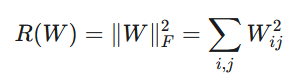 R(W) = ‖W‖²_F = ∑_{i,j} W²_{ij}